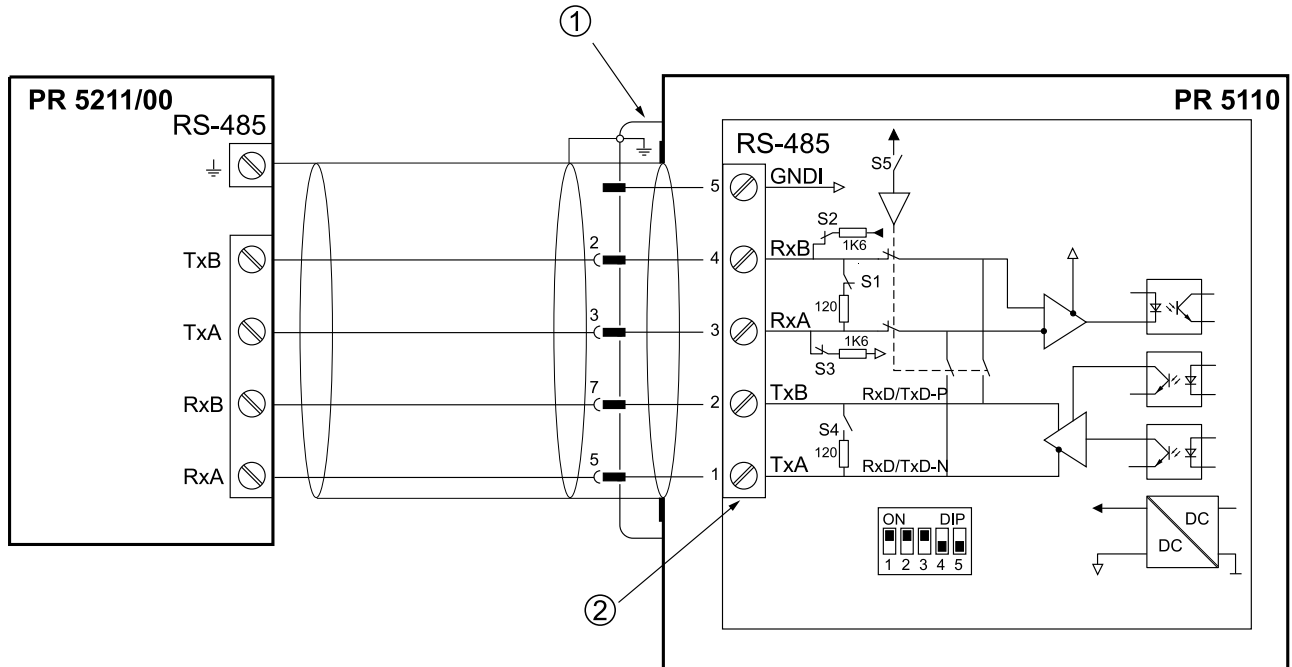 ①
PR 5211/00
PR 5110
RS-485
RS-485
S5
5
GNDI
S2
1K6
TxB
2
4
RxB
S1
120
TxA
3
3
RxA
1K6
S3
RxB
7
2
TxB
RxD/TxD-P
S4
120
RxA
5
1
TxA
RxD/TxD-N
ON DIP
1 2 3 4 5
DC
DC
②